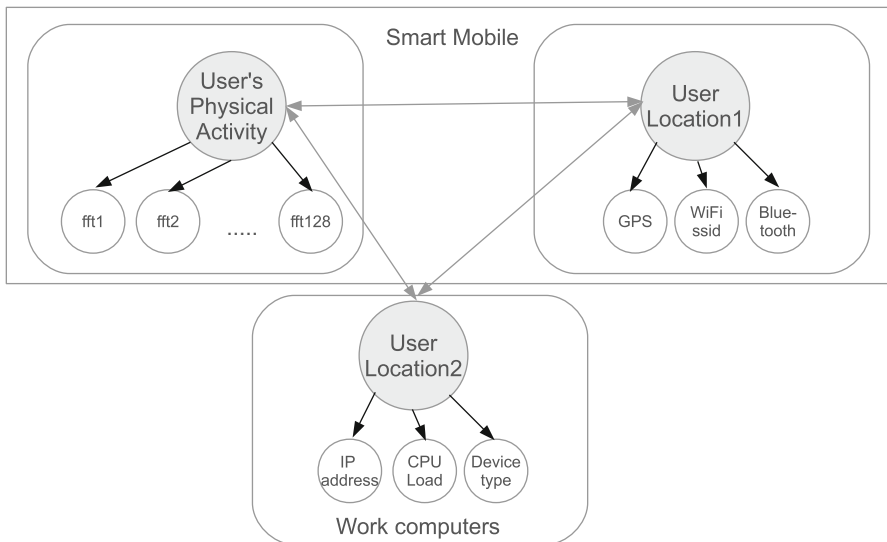 Smart Mobile
User's
Physical
Activity
fft1
fft2
.....
fft128
User
Location1
GPS
WiFi
ssid
Blue-
tooth
User
Location2
IP
address
CPU
Load
Device
type
Work computers